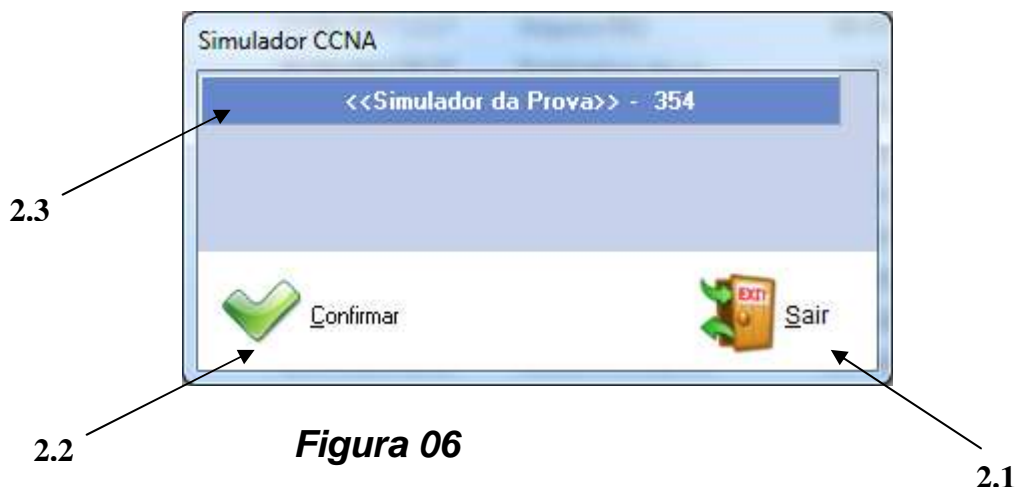 Simulador CCNA
<<Simulador da Prova>> - 354
2.3
EXIT
Confirmar
Sair
2.2
Figura 06
2.1